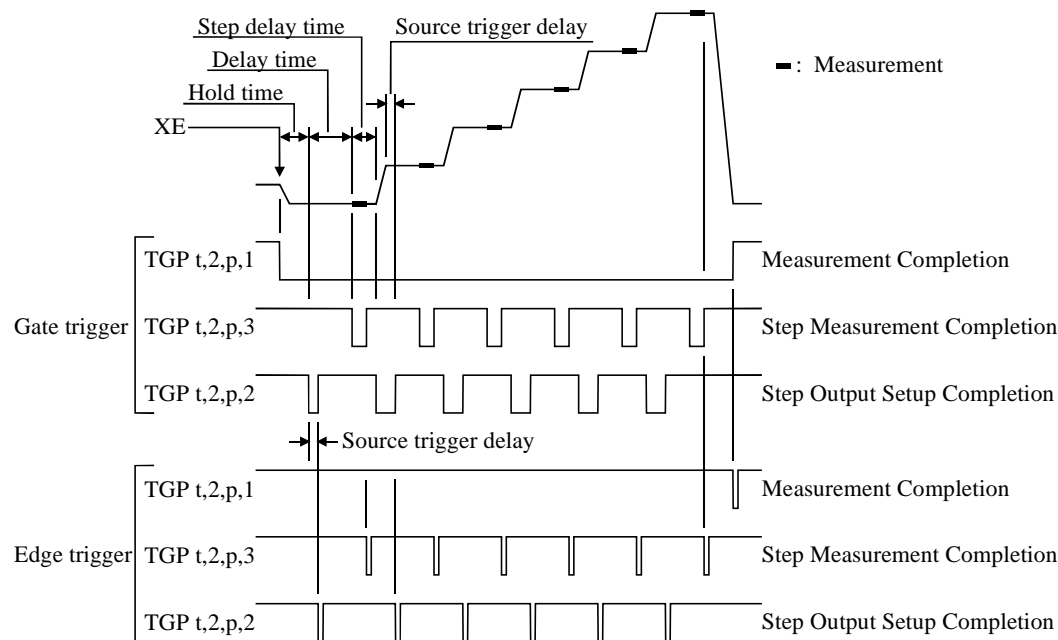 Step delay time
Source trigger delay
Delay time
Hold time
XE
: Measurement
TGP t,2,p,1
Measurement Completion
Gate trigger
TGP t,2,p,3
Step Measurement Completion
TGP t,2,p,2
Step Output Setup Completion
Source trigger delay
TGP t,2,p,1
Measurement Completion
Edge trigger
TGP t,2,p,3
Step Measurement Completion
TGP t,2,p,2
Step Output Setup Completion